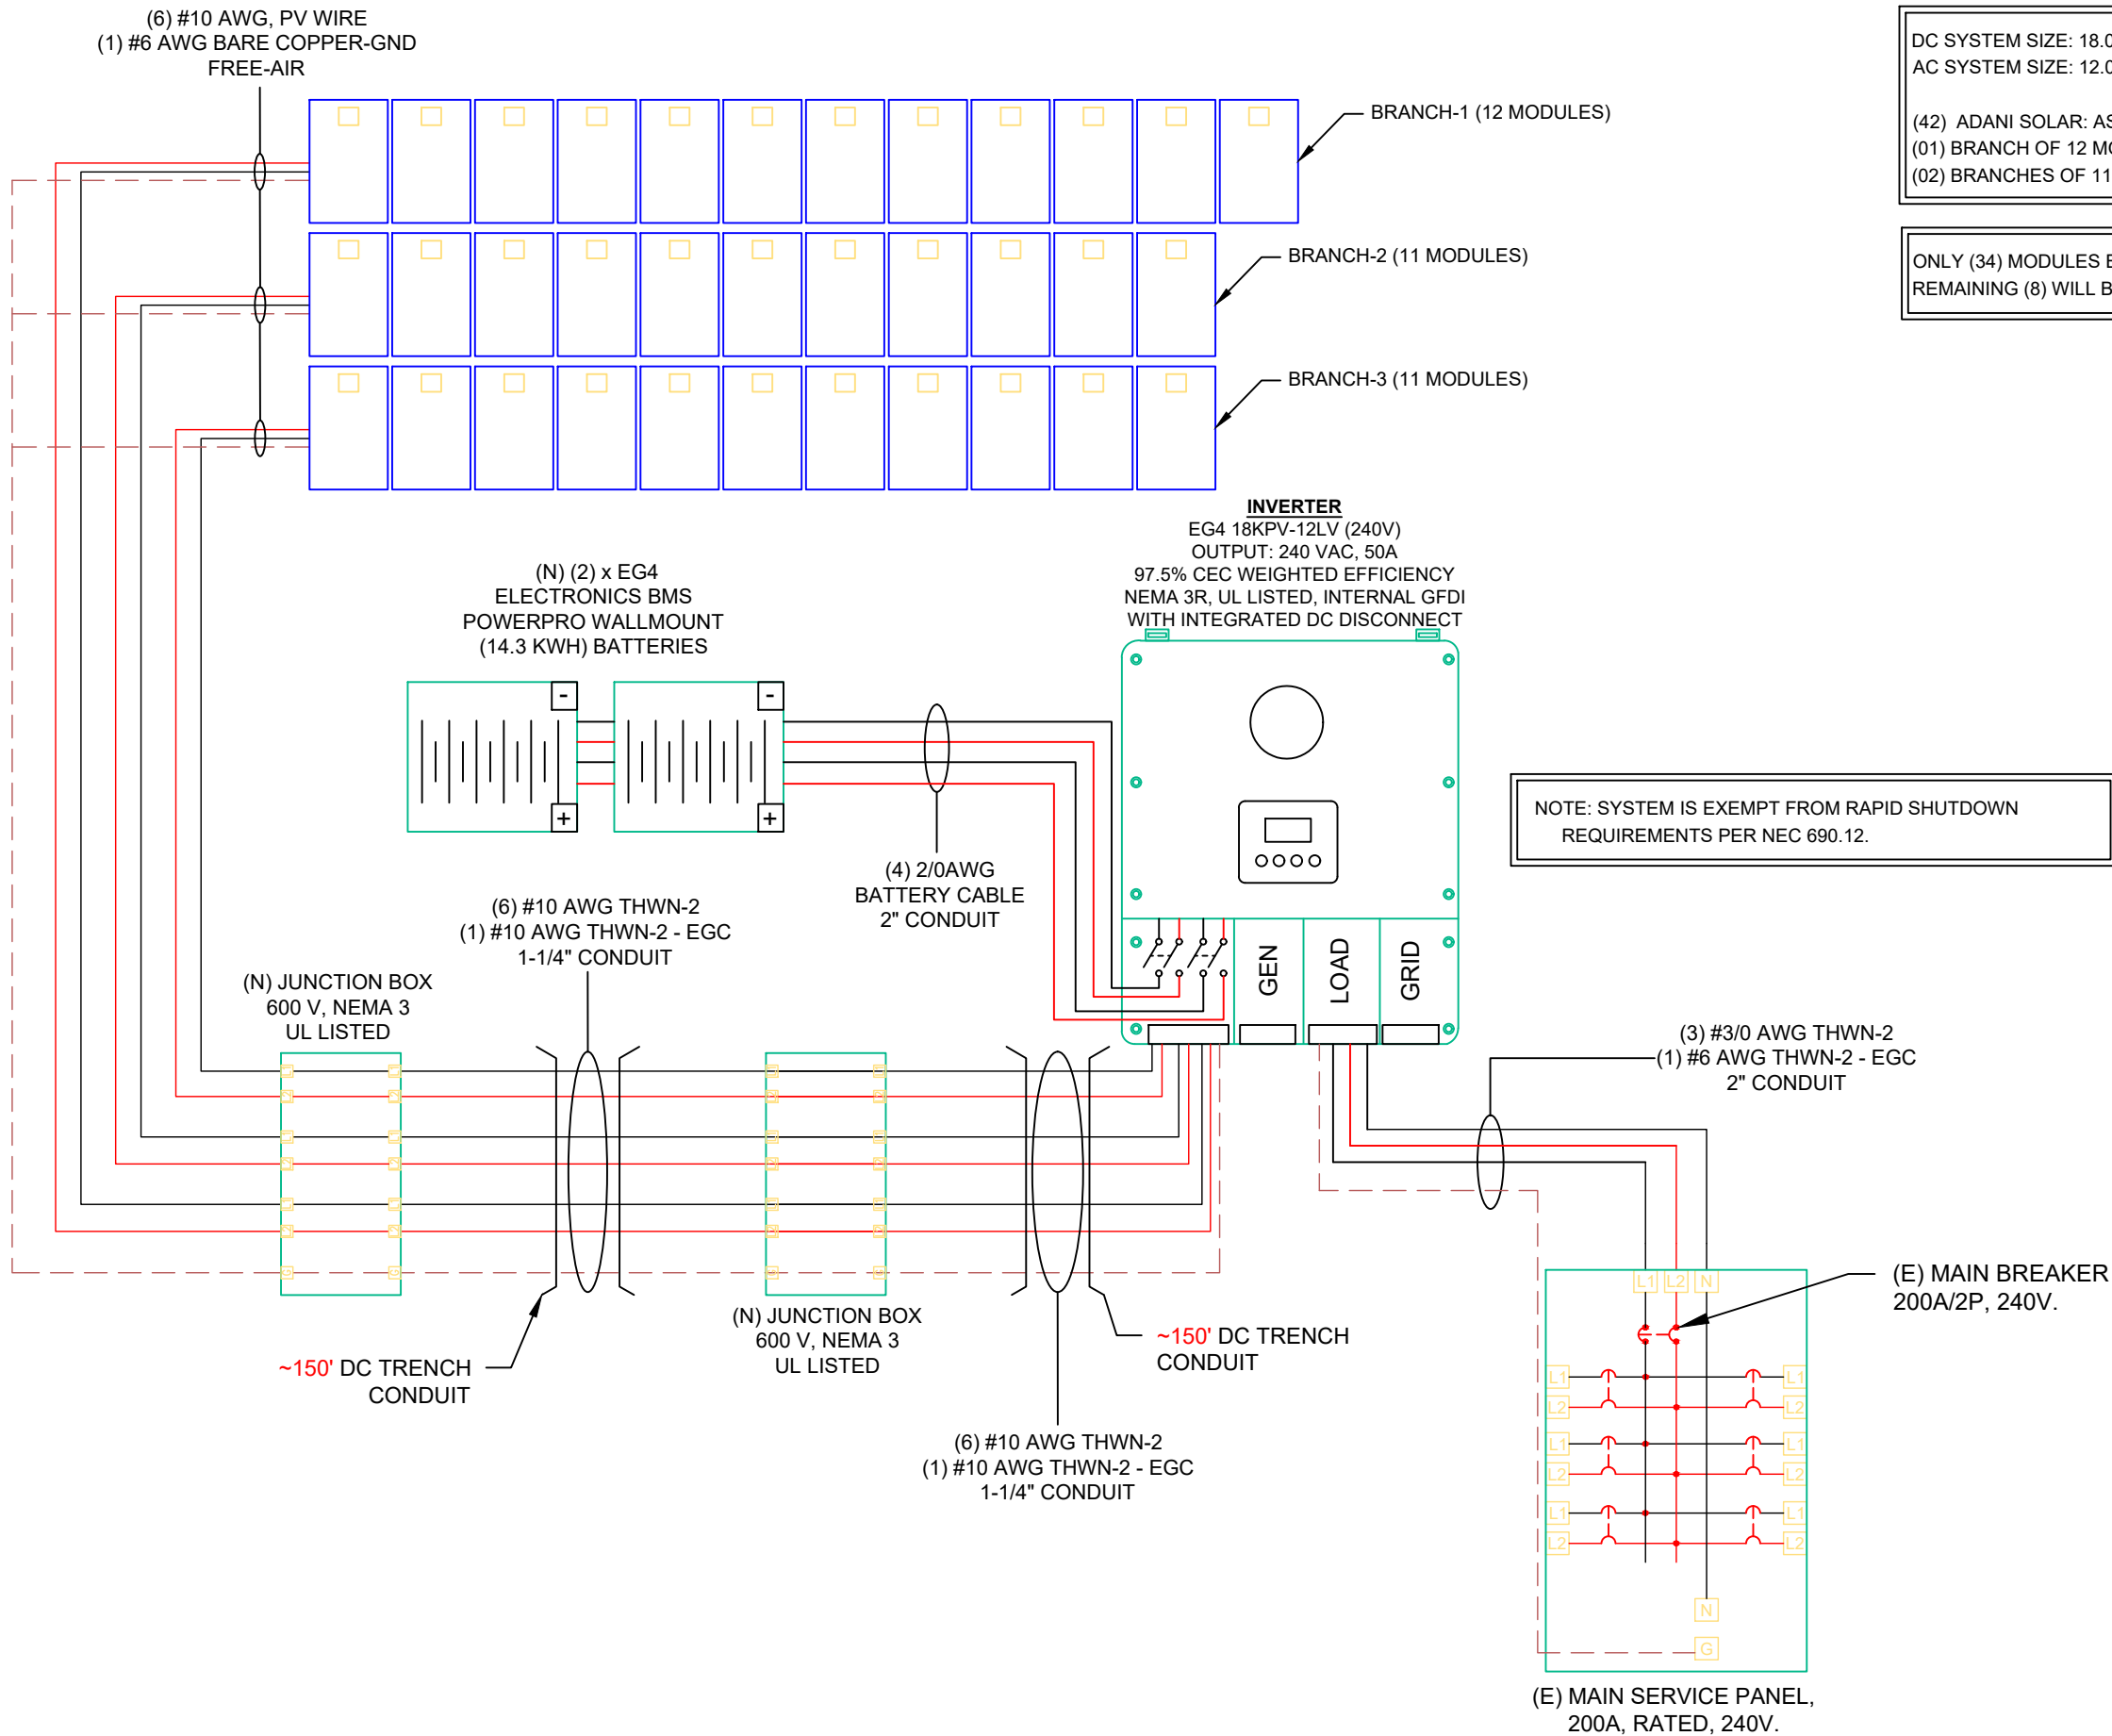 (6) #10 AWG, PV WIRE
(1) #6 AWG BARE COPPER-GND
FREE-AIR
DC SYSTEM SIZE: 18.0
AC SYSTEM SIZE: 12.0
(42) ADANI SOLAR: AS
(01) BRANCH OF 12 MO
(02) BRANCHES OF 11
ONLY (34) MODULES
REMAINING (8) WILL B
BRANCH-1 (12 MODULES)
BRANCH-2 (11 MODULES)
BRANCH-3 (11 MODULES)
INVERTER
EG4 18KPV-12LV (240V)
OUTPUT: 240 VAC, 50A
97.5% CEC WEIGHTED EFFICIENCY
NEMA 3R, UL LISTED, INTERNAL GFDI
WITH INTEGRATED DC DISCONNECT
(N) (2) x EG4
ELECTRONICS BMS
POWERPRO WALLMOUNT
(14.3 KWH) BATTERIES
-
-
+
+
NOTE: SYSTEM IS EXEMPT FROM RAPID SHUTDOWN
REQUIREMENTS PER NEC 690.12.
(4) 2/0AWG
BATTERY CABLE
2" CONDUIT
(6) #10 AWG THWN-2
(1) #10 AWG THWN-2 - EGC
1-1/4" CONDUIT
GEN
LOAD
GRID
(N) JUNCTION BOX
600 V, NEMA 3
UL LISTED
(3) #3/0 AWG THWN-2
(1) #6 AWG THWN-2 - EGC
2" CONDUIT
(N) JUNCTION BOX
600 V, NEMA 3
UL LISTED
~150' DC TRENCH
CONDUIT
~150' DC TRENCH
CONDUIT
(6) #10 AWG THWN-2
(1) #10 AWG THWN-2 - EGC
1-1/4" CONDUIT
L1 L2 N
(E) MAIN BREAKER
200A/2P, 240V.
L1 L1
L2 L2
L1 L1
L2 L2
L1 L1
L2 L2
N
G
(E) MAIN SERVICE PANEL,
200A, RATED, 240V.